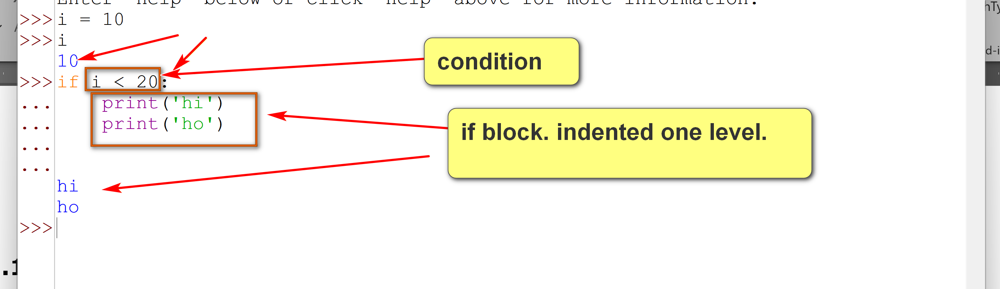 Enter "help" below or click "help" above for more information.
>>> i = 10
>>> i
10
>>> if i < 20:
... print('hi')
... print('ho')
...
...
hi
ho
>>>
condition
if block. indented one level.
d-i
.1